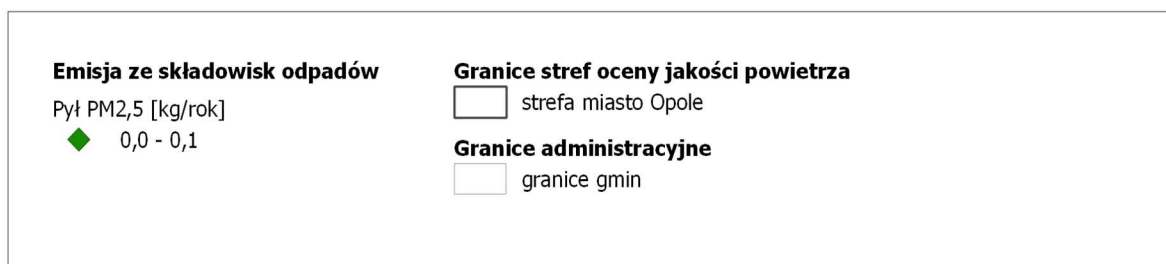 Emisja ze składowisk odpadów
Pył PM2,5 [kg/rok]
0,0 - 0,1
Granice stref oceny jakości powietrza
strefa miasto Opole
Granice administracyjne
granice gmin